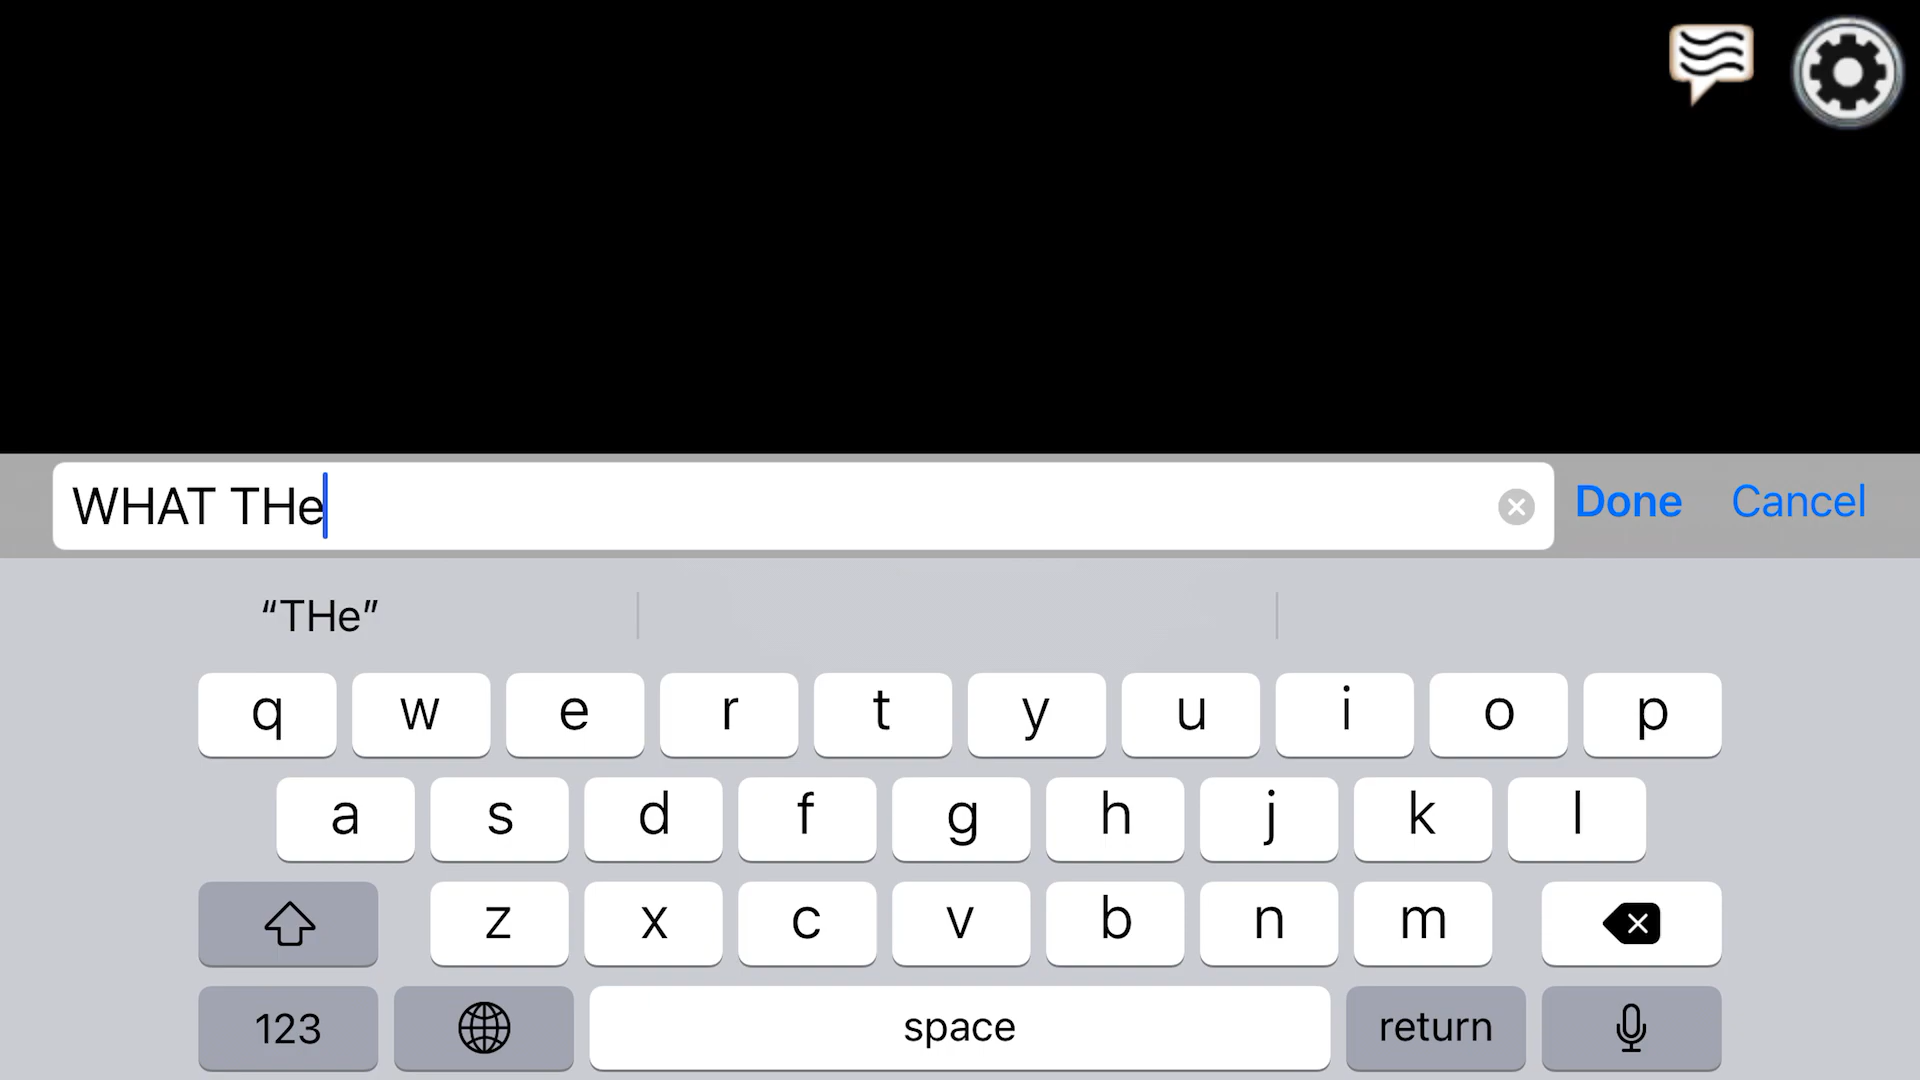 WHAT THe
Done Cancel
“THe”
q w e r t y u i o p
a s d f g h j k l
z x c v b n m
123 space return